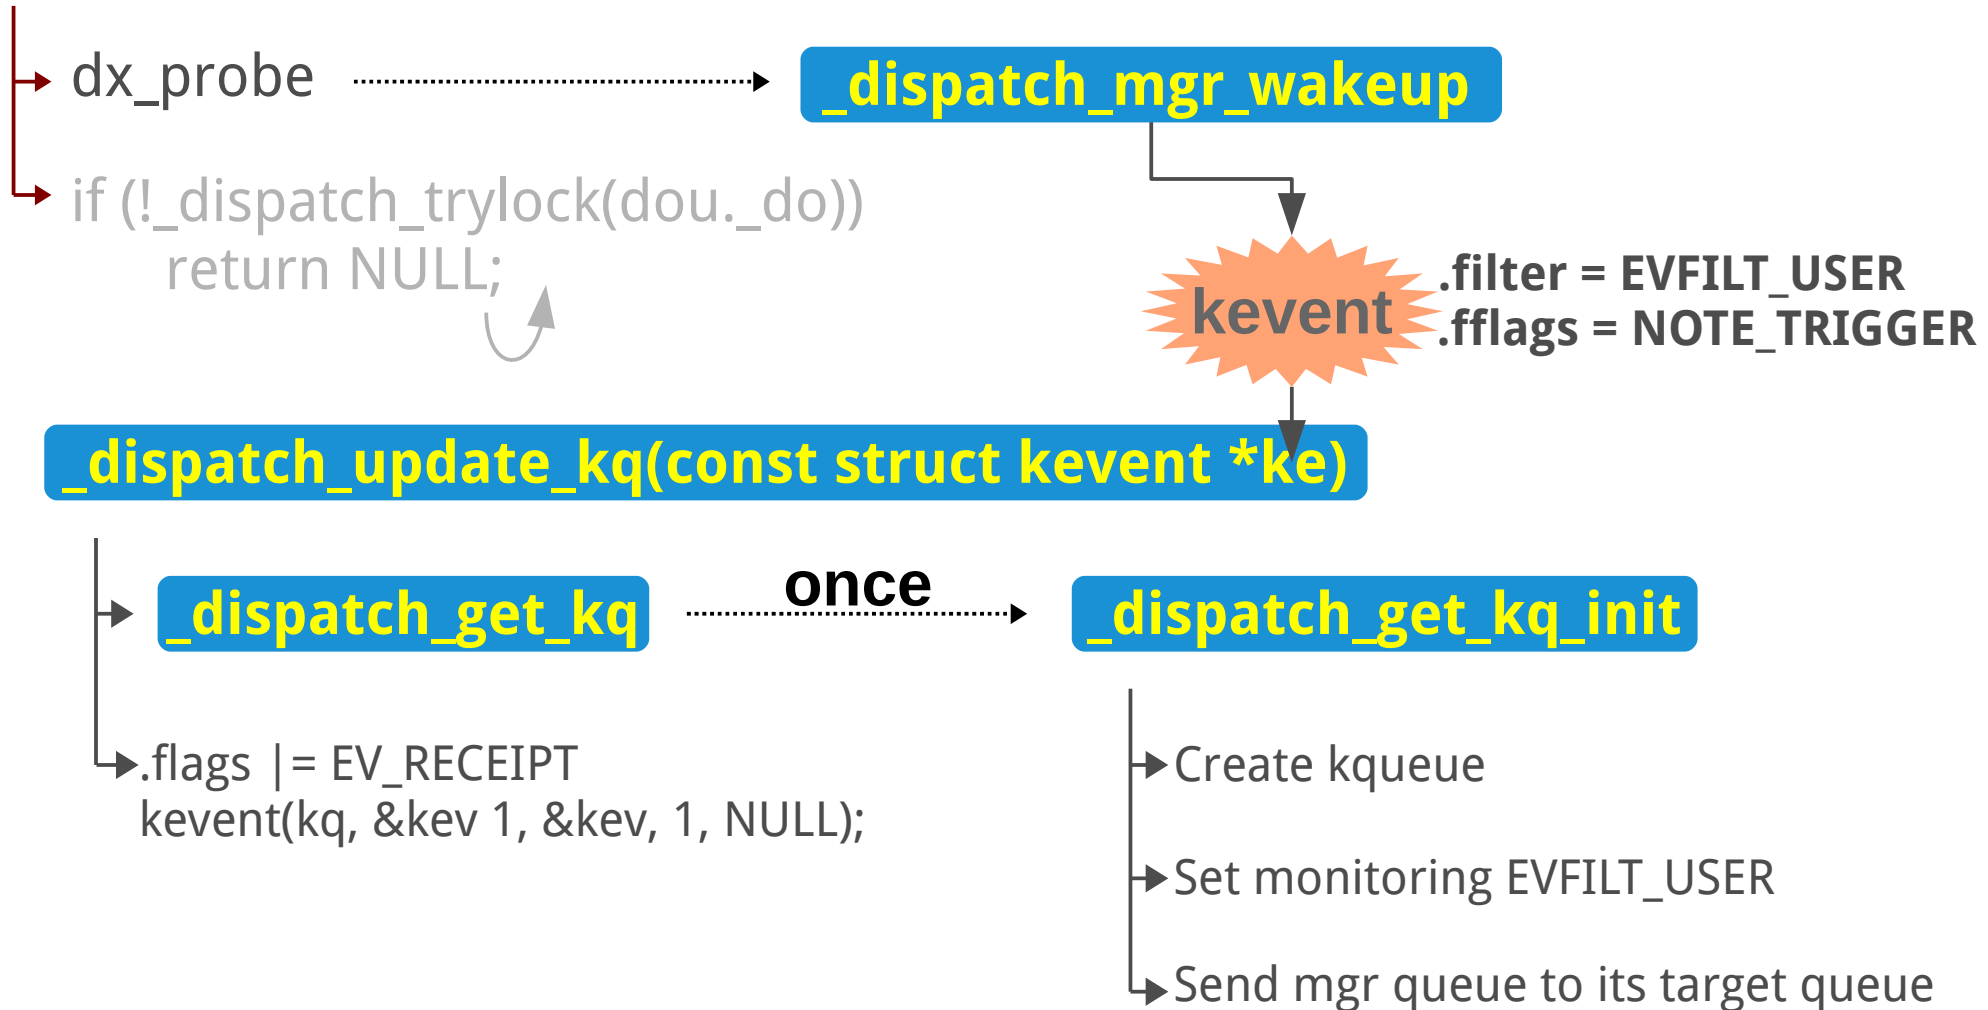 dx_probe
_dispatch_mgr_wakeup
if (!_dispatch_trylock(dou._do))
return NULL;
kevent
.filter = EVFILT_USER
.fflags = NOTE_TRIGGER
_dispatch_update_kq(const struct kevent *ke)
_dispatch_get_kq
once
_dispatch_get_kq_init
.flags |= EV_RECEIPT
kevent(kq, &kev 1, &kev, 1, NULL);
Create kqueue
Set monitoring EVFILT_USER
Send mgr queue to its target queue